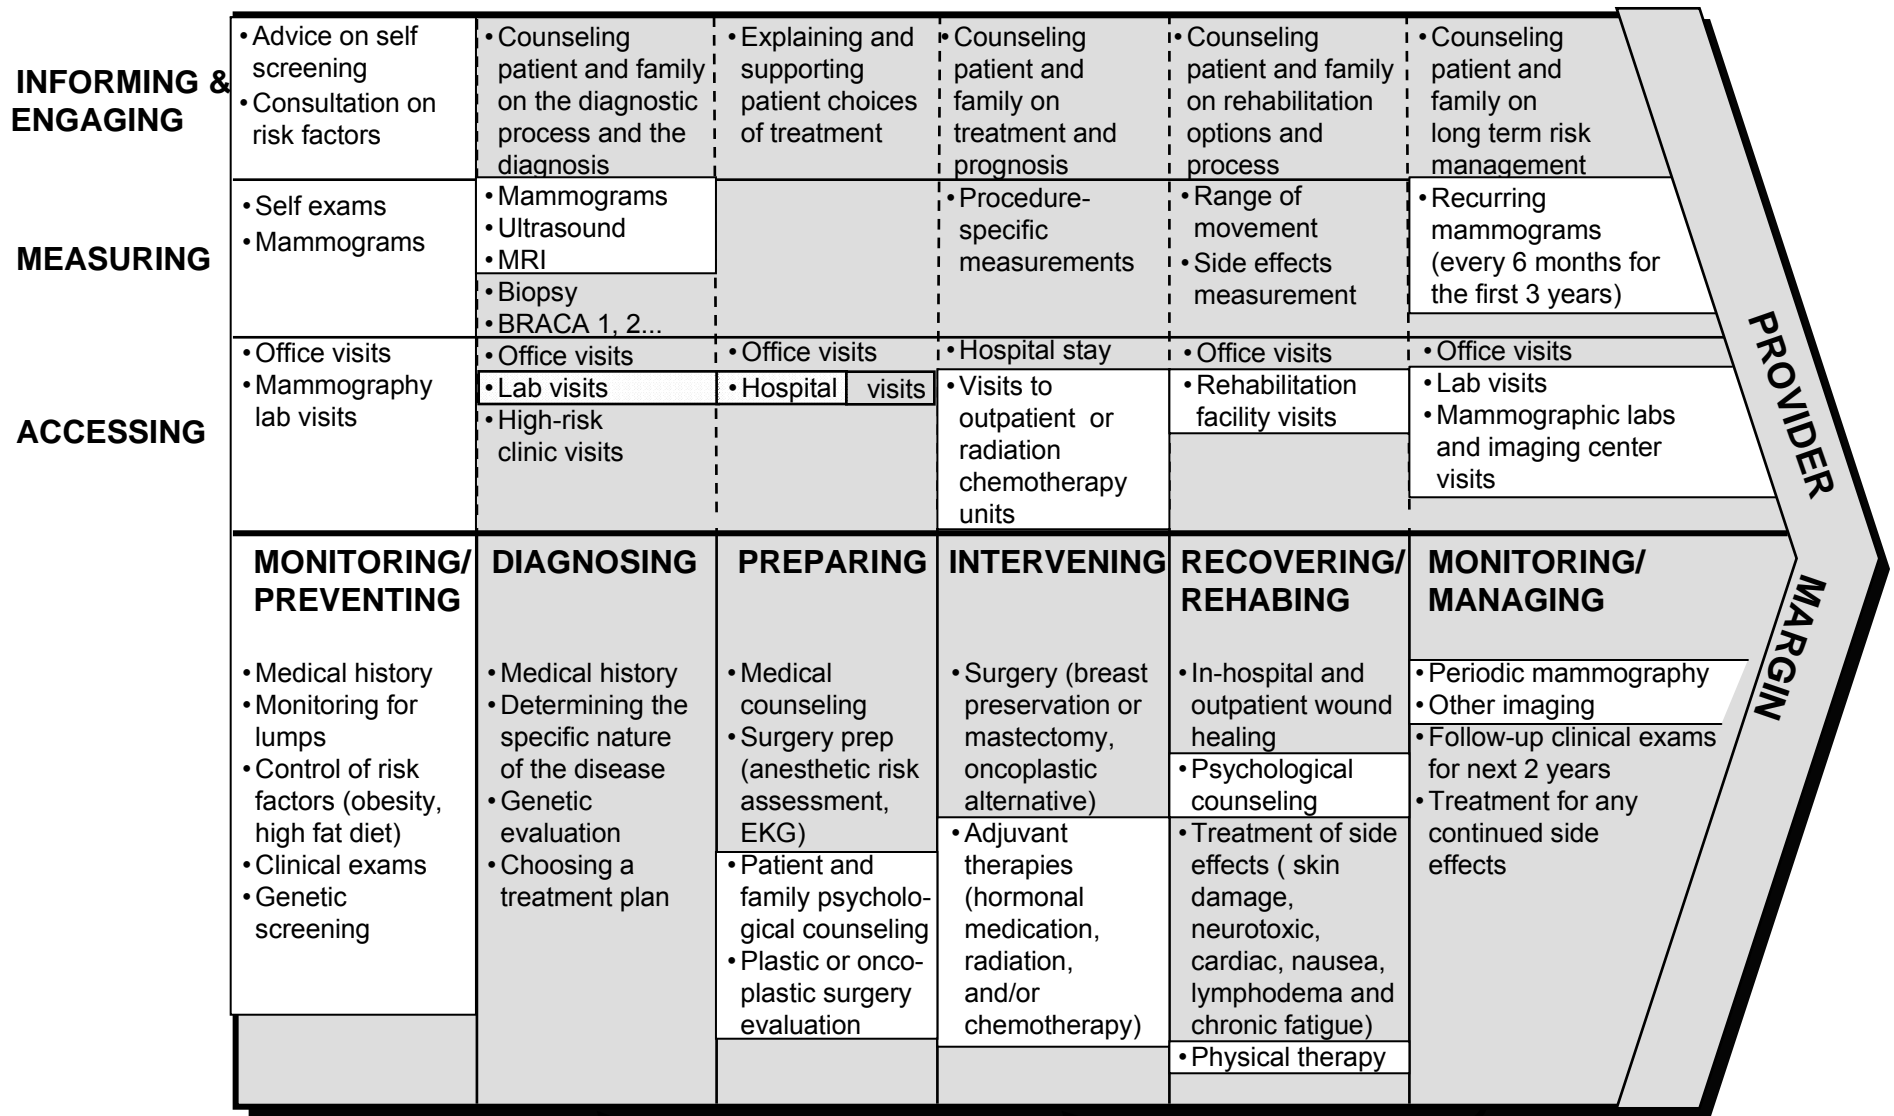 INFORMING &
ENGAGING
• Advice on self
screening
• Consultation on
risk factors
• Counseling
patient and family
on the diagnostic
process and the
diagnosis
• Explaining and
supporting
patient choices
of treatment
• Counseling
patient and
family on
treatment and
prognosis
• Counseling
patient and family
on rehabilitation
options and
process
• Counseling
patient and
family on
long term risk
management
MEASURING
• Self exams
• Mammograms
• Mammograms
• Ultrasound
• MRI
• Biopsy
• BRACA 1, 2...
• Procedure-
specific
measurements
• Range of
movement
• Side effects
measurement
• Recurring
mammograms
(every 6 months for
the first 3 years)
ACCESSING
• Office visits
• Mammography
lab visits
• Office visits
• Lab visits
• High-risk
clinic visits
• Office visits
• Hospital visits
• Hospital stay
• Visits to
outpatient or
radiation
chemotherapy
units
• Office visits
• Rehabilitation
facility visits
• Office visits
• Lab visits
• Mammographic labs
and imaging center
visits
MONITORING/
PREVENTING
• Medical history
• Monitoring for
lumps
• Control of risk
factors (obesity,
high fat diet)
• Clinical exams
• Genetic
screening
DIAGNOSING
• Medical history
• Determining the
specific nature
of the disease
• Genetic
evaluation
• Choosing a
treatment plan
PREPARING
• Medical
counseling
• Surgery prep
(anesthetic risk
assessment,
EKG)
• Patient and
family psycholo-
gical counseling
• Plastic or onco-
plastic surgery
evaluation
INTERVENING
• Surgery (breast
preservation or
mastectomy,
oncoplastic
alternative)
• Adjuvant
therapies
(hormonal
medication,
radiation,
and/or
chemotherapy)
RECOVERING/
REHABING
• In-hospital and
outpatient wound
healing
• Psychological
counseling
• Treatment of side
effects ( skin
damage,
neurotoxic,
cardiac, nausea,
lymphodema and
chronic fatigue)
• Physical therapy
MONITORING/
MANAGING
• Periodic mammography
• Other imaging
• Follow-up clinical exams
for next 2 years
• Treatment for any
continued side
effects
PROVIDER
MARGIN